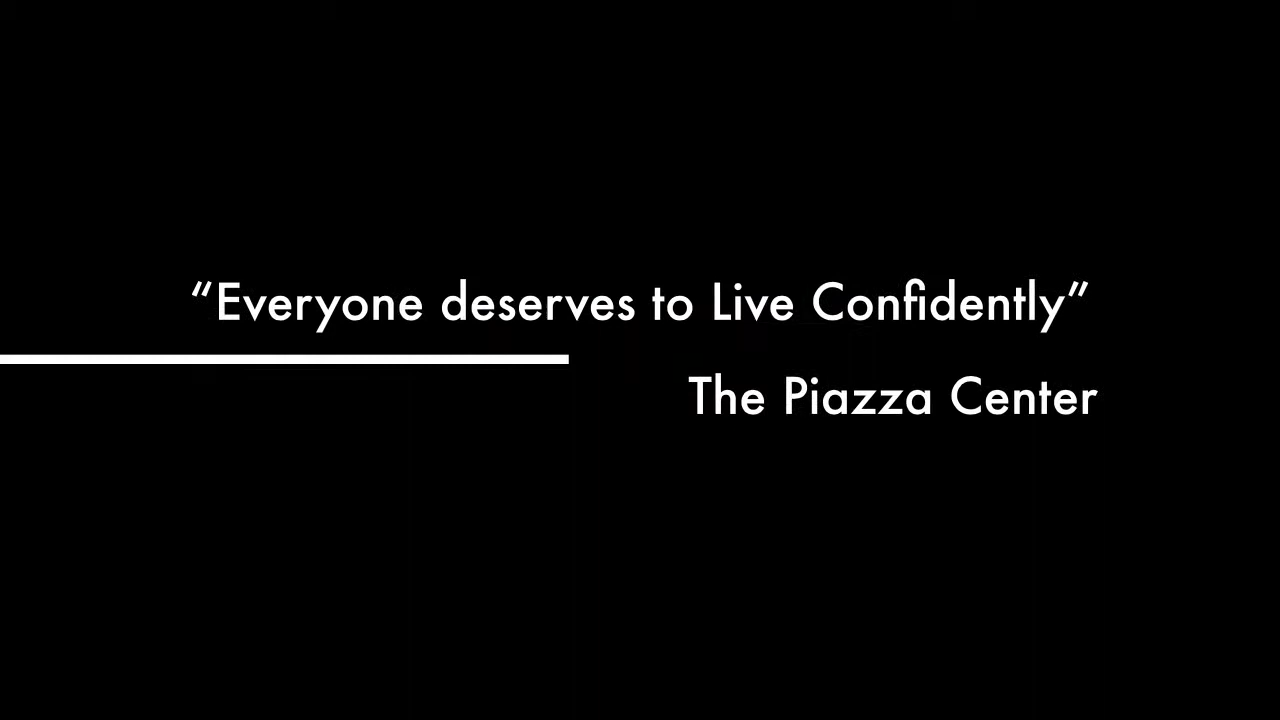 “Everyone deserves to Live Confidently”
The Piazza Center